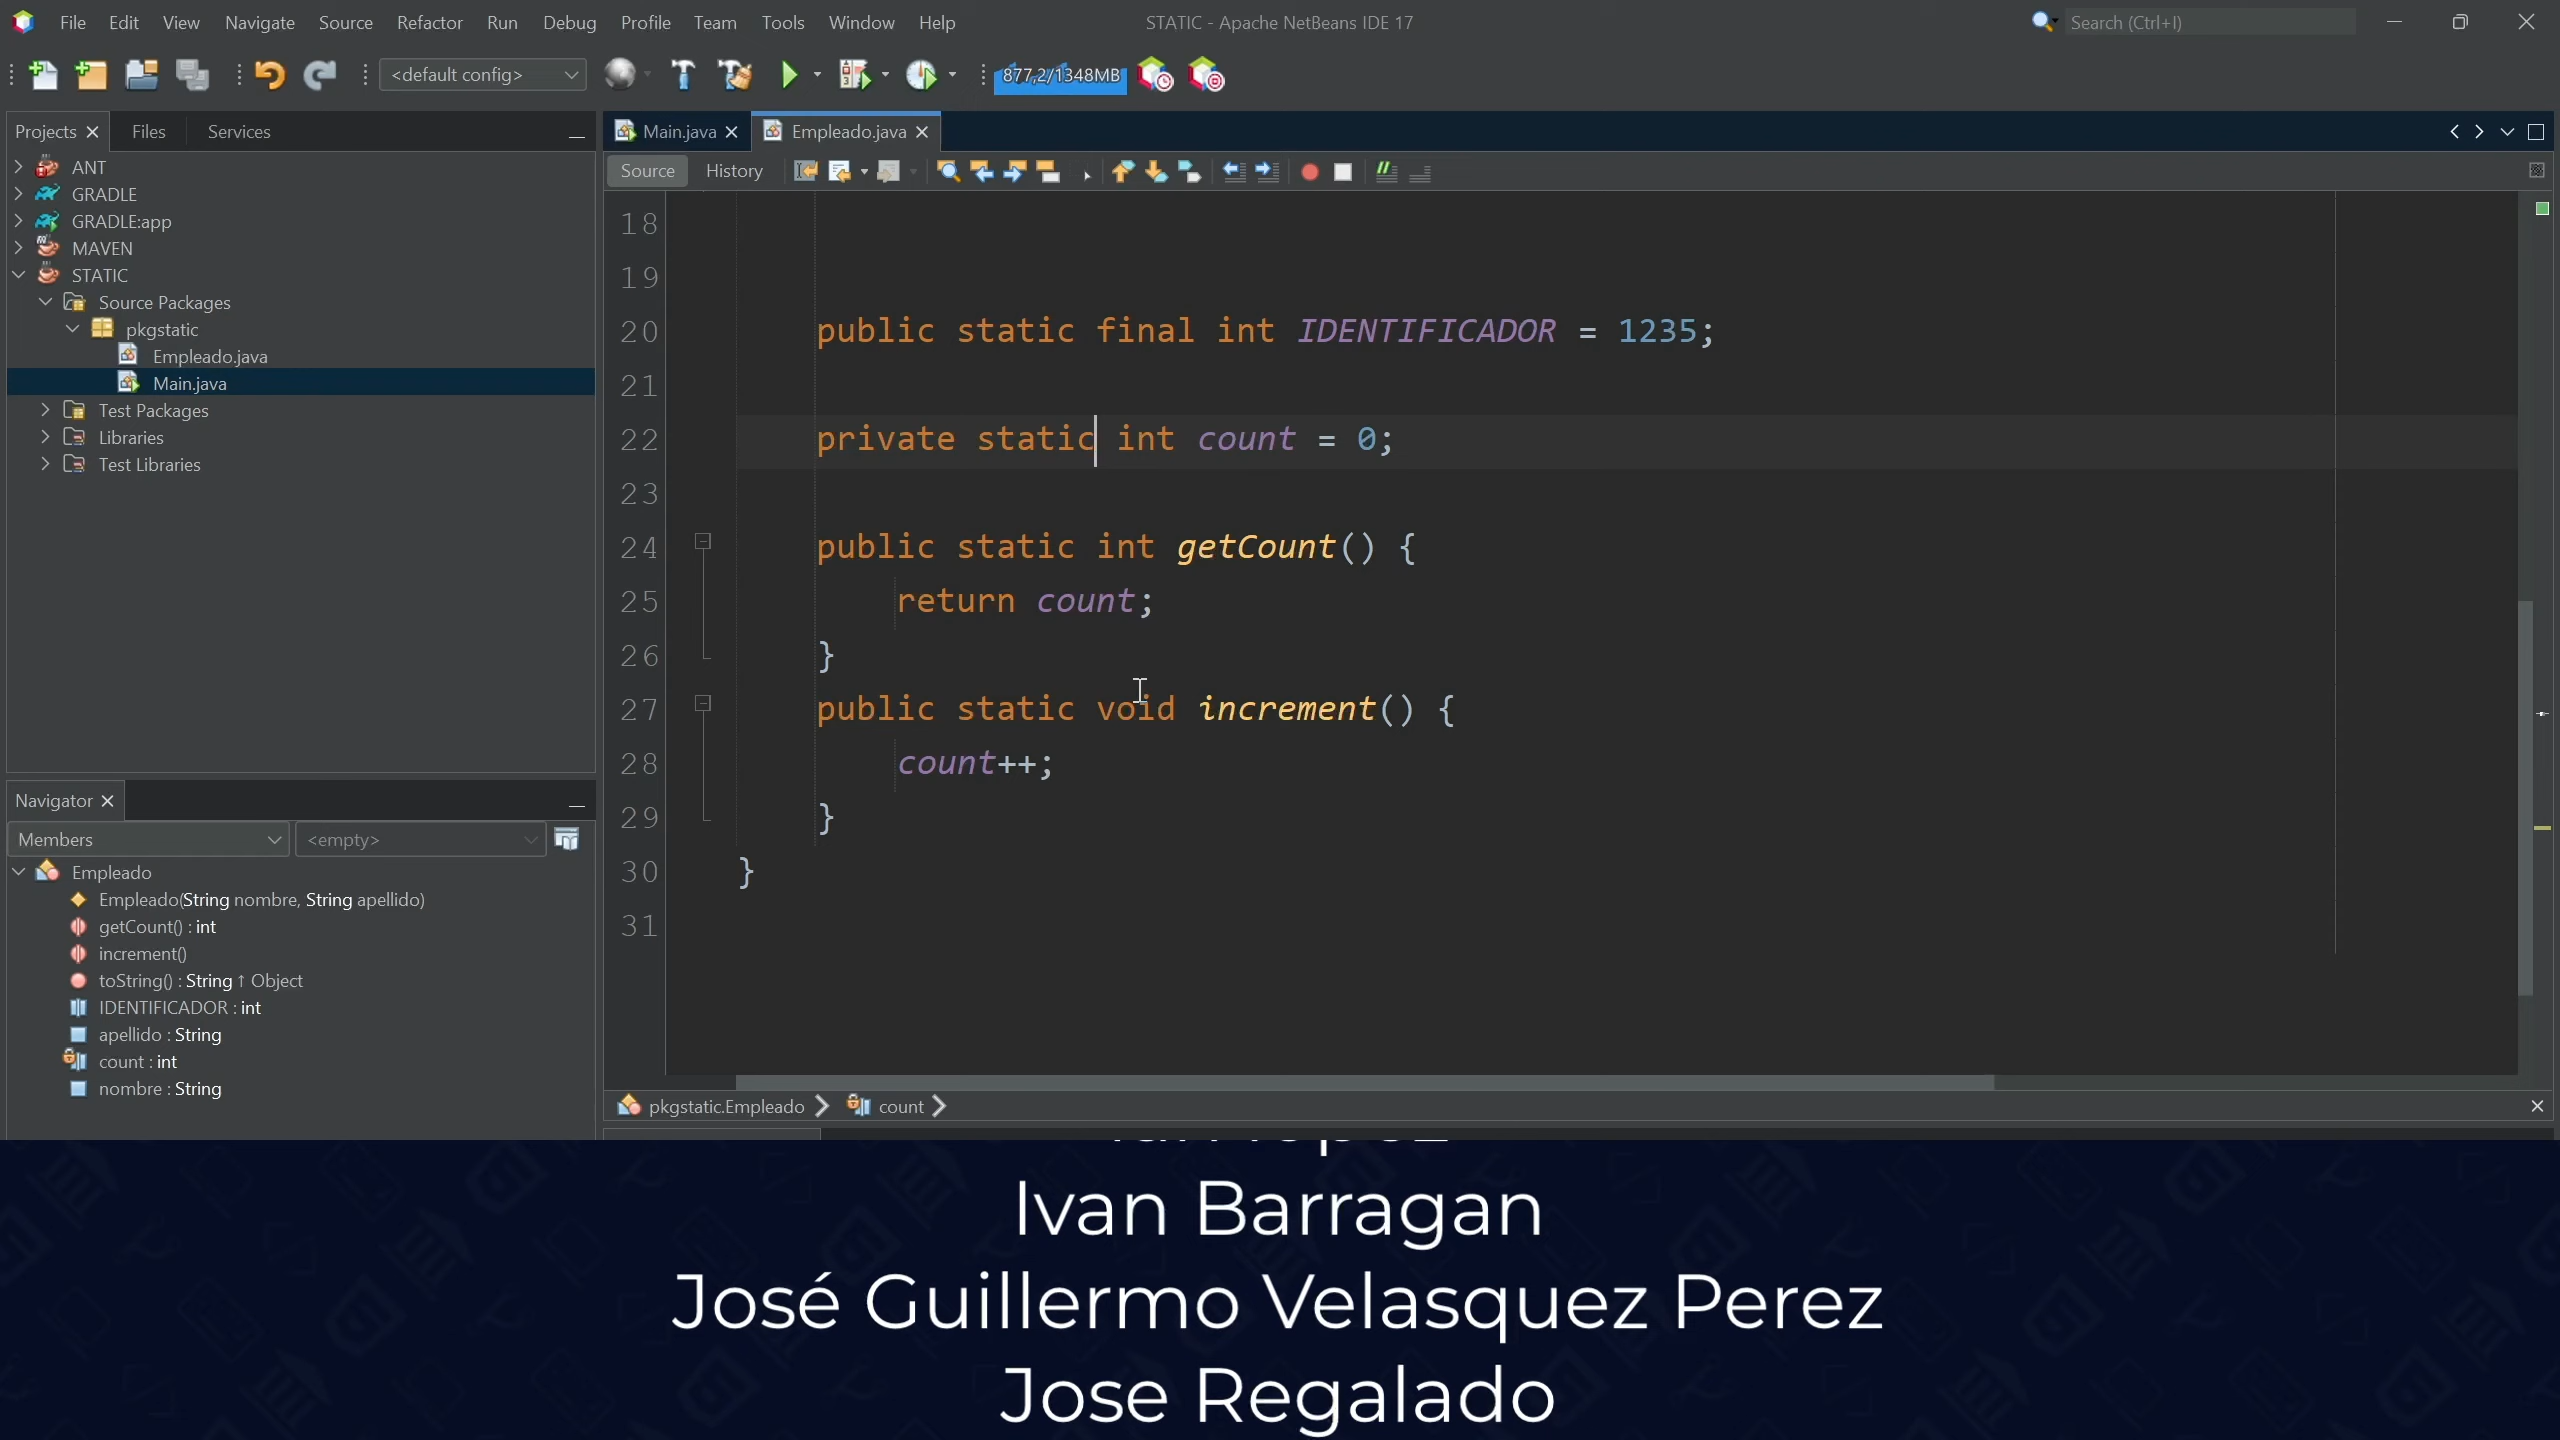 File Edit View Navigate Source Refactor Run Debug Profile Team Tools Window Help STATIC - Apache NetBeans IDE 17 Search (Ctrl+I)
<default config> 877,2/1348MB
Projects Files Services
Main.java Empleado.java
Source History
ANT
GRADLE
GRADLE:app
MAVEN
STATIC
Source Packages
pkgstatic
Empleado.java
Main.java
Test Packages
Libraries
Test Libraries
18
19
20 public static final int IDENTIFICADOR = 1235;
21
22 private static int count = 0;
23
24 public static int getCount() {
25 return count;
26 }
27 public static void increment() {
28 count++;
29 }
30 }
31
Navigator
Members <empty>
Empleado
Empleado(String nombre, String apellido)
getCount() : int
increment()
toString() : String ↑ Object
IDENTIFICADOR : int
apellido : String
count : int
nombre : String
pkgstatic.Empleado count
Ivan Barragan
José Guillermo Velasquez Perez
Jose Regalado